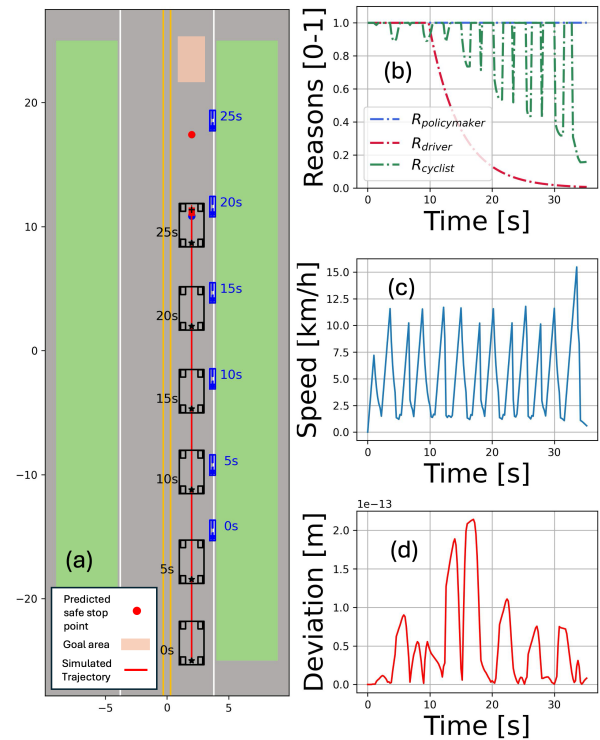 20
10
0
−10
−20
−5
0
5
25s
20s
15s
10s
5s
0s
25s
20s
15s
10s
5s
0s
(a)
Predicted
safe stop
point
Goal area
Simulated
Trajectory
Reasons [0-1]
1.0
0.8
0.6
0.4
0.2
0.0
(b)
R_policymaker
R_driver
R_cyclist
0
10
20
30
Time [s]
Speed [km/h]
15.0
12.5
10.0
7.5
5.0
2.5
0.0
(c)
0
10
20
30
Time [s]
Deviation [m]
1e−13
2.0
1.5
1.0
0.5
0.0
(d)
0
10
20
30
Time [s]